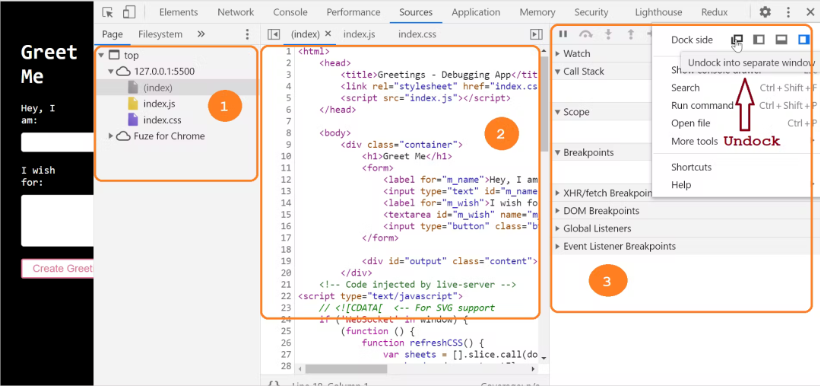 Elements Network Console Performance Sources Application Memory Security Lighthouse Redux
Page Filesystem »
(index) index.js index.css
Greet
Me
Hey, I
am:
I wish
for:
Create Greeti
top
127.0.0.1:5500
(index)
index.js
index.css
Fuze for Chrome
1
1 <html>
2 <head>
3 <title>Greetings - Debugging App</tit
4 <link rel="stylesheet" href="index.cs
5 <script src="index.js"></script>
6 </head>
7
8 <body>
9 <div class="container">
10 <h1>Greet Me</h1>
11 <form>
12 <label for="m_name">Hey, I am
13 <input type="text" id="m_name
14 <label for="m_wish">I wish fo
15 <textarea id="m_wish" name="m
16 <input type="button" class="b
17 </form>
18
19 <div id="output" class="content">
20 </div>
21 <!-- Code injected by live-server -->
22 <script type="text/javascript">
23 // <![CDATA[ <-- For SVG support
24 if ('WebSocket' in window) {
25 (function () {
26 function refreshCSS() {
27 var sheets = [].slice.call(do
28
2
{} Line 19, Column 1
Coverage: n/a
Watch
Call Stack
Scope
Breakpoints
XHR/fetch Breakpoin
DOM Breakpoints
Global Listeners
Event Listener Breakpoints
3
Dock side
Undock into separate window
Search Ctrl + Shift + F
Run command Ctrl + Shift + P
Open file Ctrl + P
More tools
Undock
Shortcuts
Help